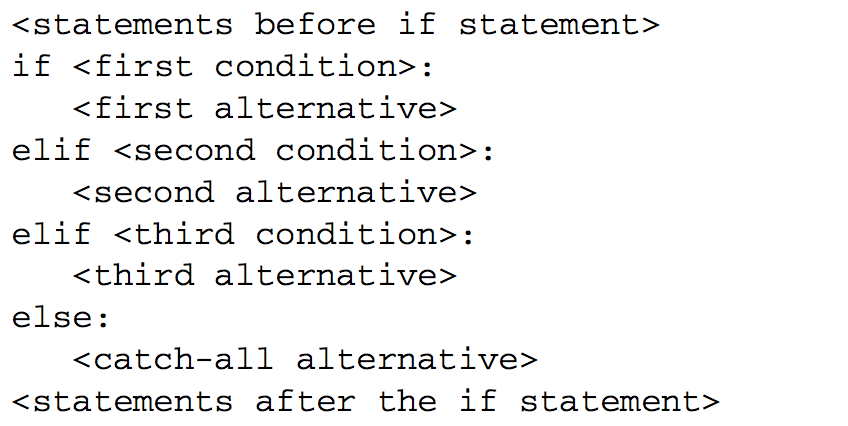 <statements before if statement>
if <first condition>:
   <first alternative>
elif <second condition>:
   <second alternative>
elif <third condition>:
   <third alternative>
else:
   <catch-all alternative>
<statements after the if statement>